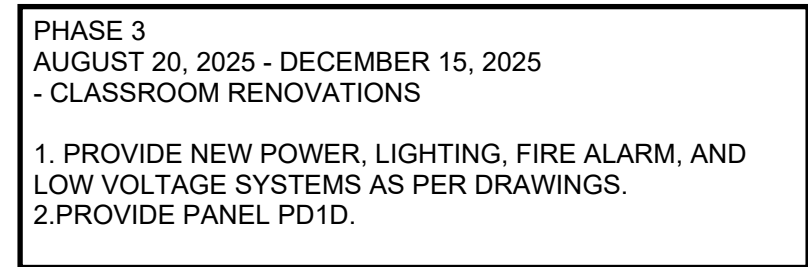 PHASE 3
AUGUST 20, 2025 - DECEMBER 15, 2025
- CLASSROOM RENOVATIONS
1. PROVIDE NEW POWER, LIGHTING, FIRE ALARM, AND
LOW VOLTAGE SYSTEMS AS PER DRAWINGS.
2.PROVIDE PANEL PD1D.